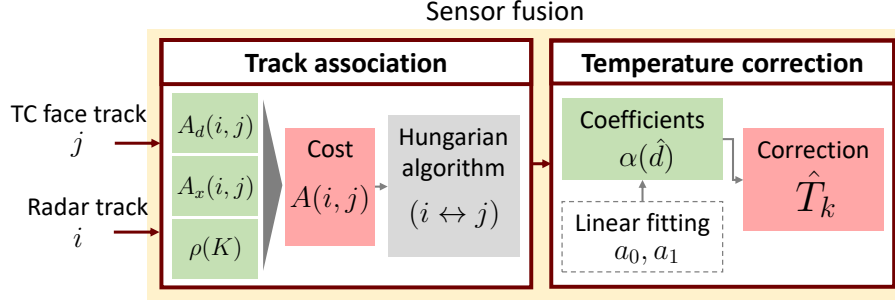 Sensor fusion
Track association
TC face track
j
Radar track
i
A_d(i, j)
A_x(i, j)
ρ(K)
Cost
A(i, j)
Hungarian
algorithm
(i ↔ j)
Temperature correction
Coefficients
α(d̂)
Linear fitting
a_0, a_1
Correction
T̂_k